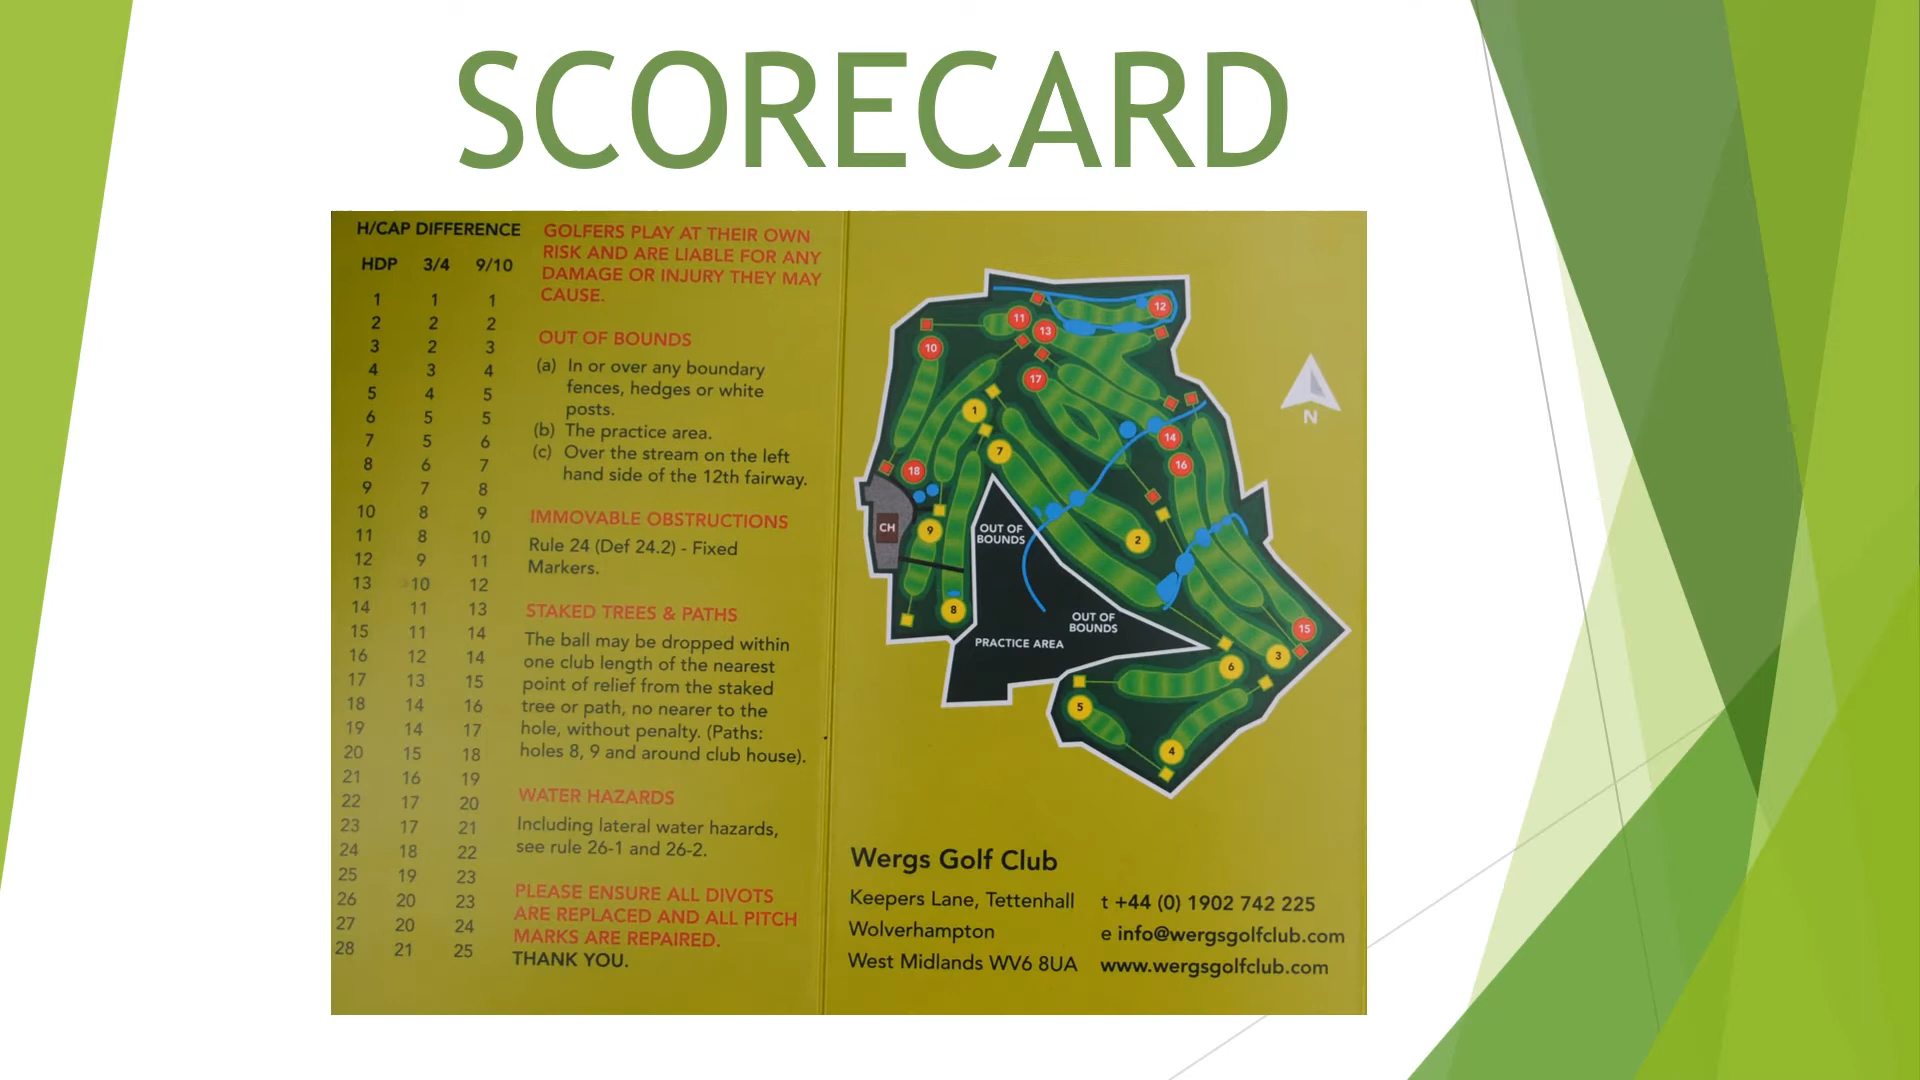 SCORECARD
H/CAP DIFFERENCE
HDP 3/4 9/10
1 1 1
2 2 2
3 2 3
4 3 4
5 4 5
6 5 5
7 5 6
8 6 7
9 7 8
10 8 9
11 8 10
12 9 11
13 10 12
14 11 13
15 11 14
16 12 14
17 13 15
18 14 16
19 14 17
20 15 18
21 16 19
22 17 20
23 17 21
24 18 22
25 19 23
26 20 23
27 20 24
28 21 25
GOLFERS PLAY AT THEIR OWN
RISK AND ARE LIABLE FOR ANY
DAMAGE OR INJURY THEY MAY
CAUSE.
OUT OF BOUNDS
(a) In or over any boundary
fences, hedges or white
posts.
(b) The practice area.
(c) Over the stream on the left
hand side of the 12th fairway.
IMMOVABLE OBSTRUCTIONS
Rule 24 (Def 24.2) - Fixed
Markers.
STAKED TREES & PATHS
The ball may be dropped within
one club length of the nearest
point of relief from the staked
tree or path, no nearer to the
hole, without penalty. (Paths:
holes 8, 9 and around club house).
WATER HAZARDS
Including lateral water hazards,
see rule 26-1 and 26-2.
PLEASE ENSURE ALL DIVOTS
ARE REPLACED AND ALL PITCH
MARKS ARE REPAIRED.
THANK YOU.
12
11
13
10
17
1
14
7
16
18
CH
9
OUT OF
BOUNDS
2
8
OUT OF
BOUNDS
15
PRACTICE AREA
3
6
5
4
N
Wergs Golf Club
Keepers Lane, Tettenhall
Wolverhampton
West Midlands WV6 8UA
t +44 (0) 1902 742 225
e info@wergsgolfclub.com
www.wergsgolfclub.com